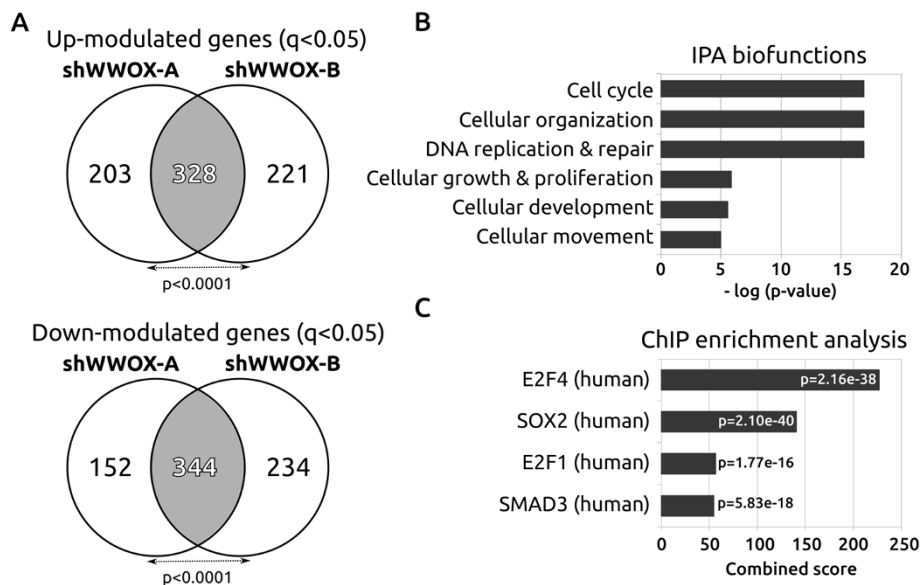 A
Up-modulated genes (q<0.05)
shWWOX-A shWWOX-B
203 328 221
p<0.0001
Down-modulated genes (q<0.05)
shWWOX-A shWWOX-B
152 344 234
p<0.0001
B
IPA biofunctions
Cell cycle
Cellular organization
DNA replication & repair
Cellular growth & proliferation
Cellular development
Cellular movement
0 5 10 15 20
- log (p-value)
C
ChIP enrichment analysis
E2F4 (human) p=2.16e-38
SOX2 (human) p=2.10e-40
E2F1 (human) p=1.77e-16
SMAD3 (human) p=5.83e-18
0 50 100 150 200 250
Combined score